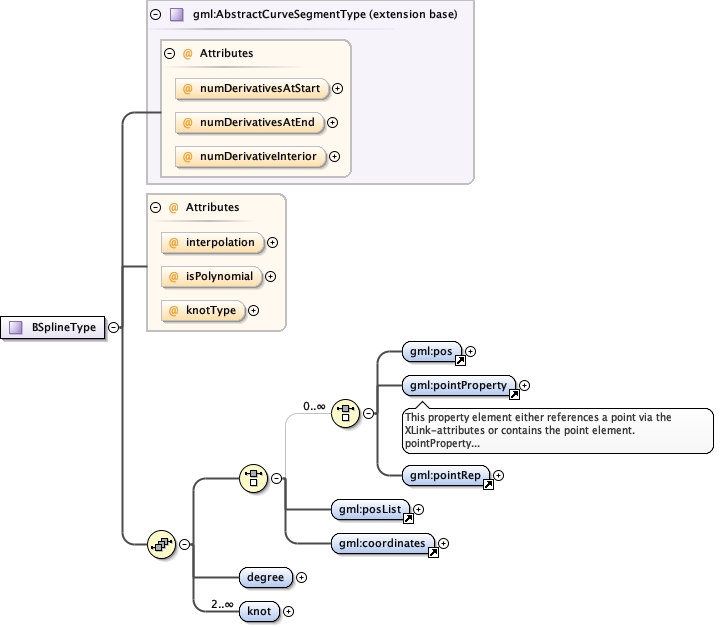 gml:AbstractCurveSegmentType (extension base)
@ Attributes
@ numDerivativesAtStart
@ numDerivativesAtEnd
@ numDerivativeInterior
@ Attributes
@ interpolation
@ isPolynomial
@ knotType
BSplineType
gml:pos
0..∞
gml:pointProperty
This property element either references a point via the
XLink-attributes or contains the point element.
pointProperty...
gml:pointRep
gml:posList
gml:coordinates
degree
2..∞
knot